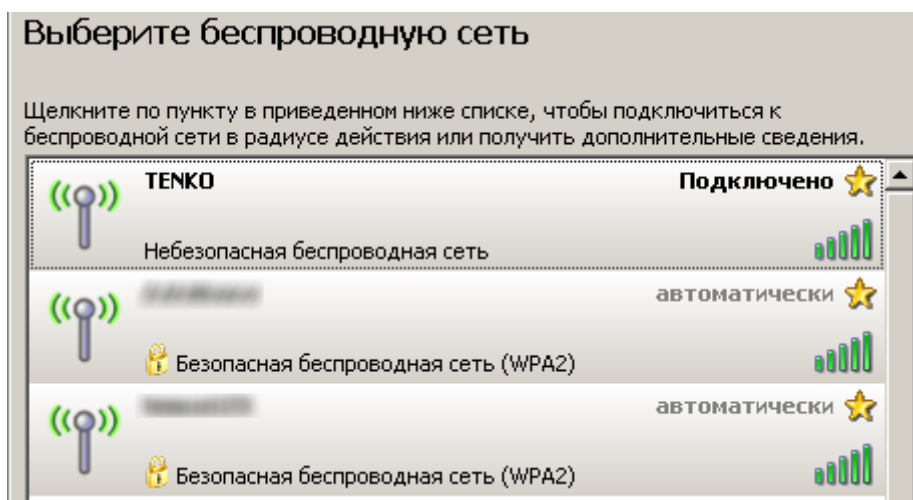 Выберите беспроводную сеть
Щелкните по пункту в приведенном ниже списке, чтобы подключиться к
беспроводной сети в радиусе действия или получить дополнительные сведения.
TENKO Подключено
Небезопасная беспроводная сеть
автоматически
Безопасная беспроводная сеть (WPA2)
автоматически
Безопасная беспроводная сеть (WPA2)